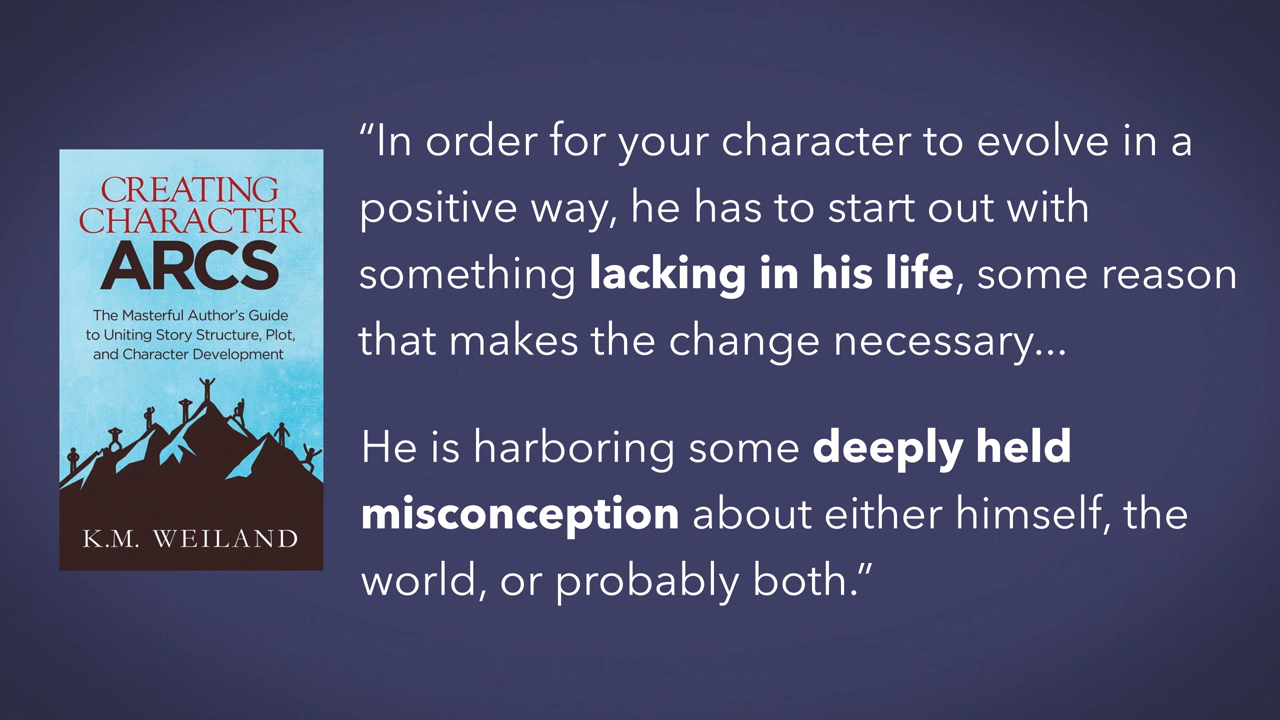 CREATING
CHARACTER
ARCS
The Masterful Author's Guide
to Uniting Story Structure, Plot,
and Character Development
K.M. WEILAND
“In order for your character to evolve in a
positive way, he has to start out with
something lacking in his life, some reason
that makes the change necessary...
He is harboring some deeply held
misconception about either himself, the
world, or probably both.”